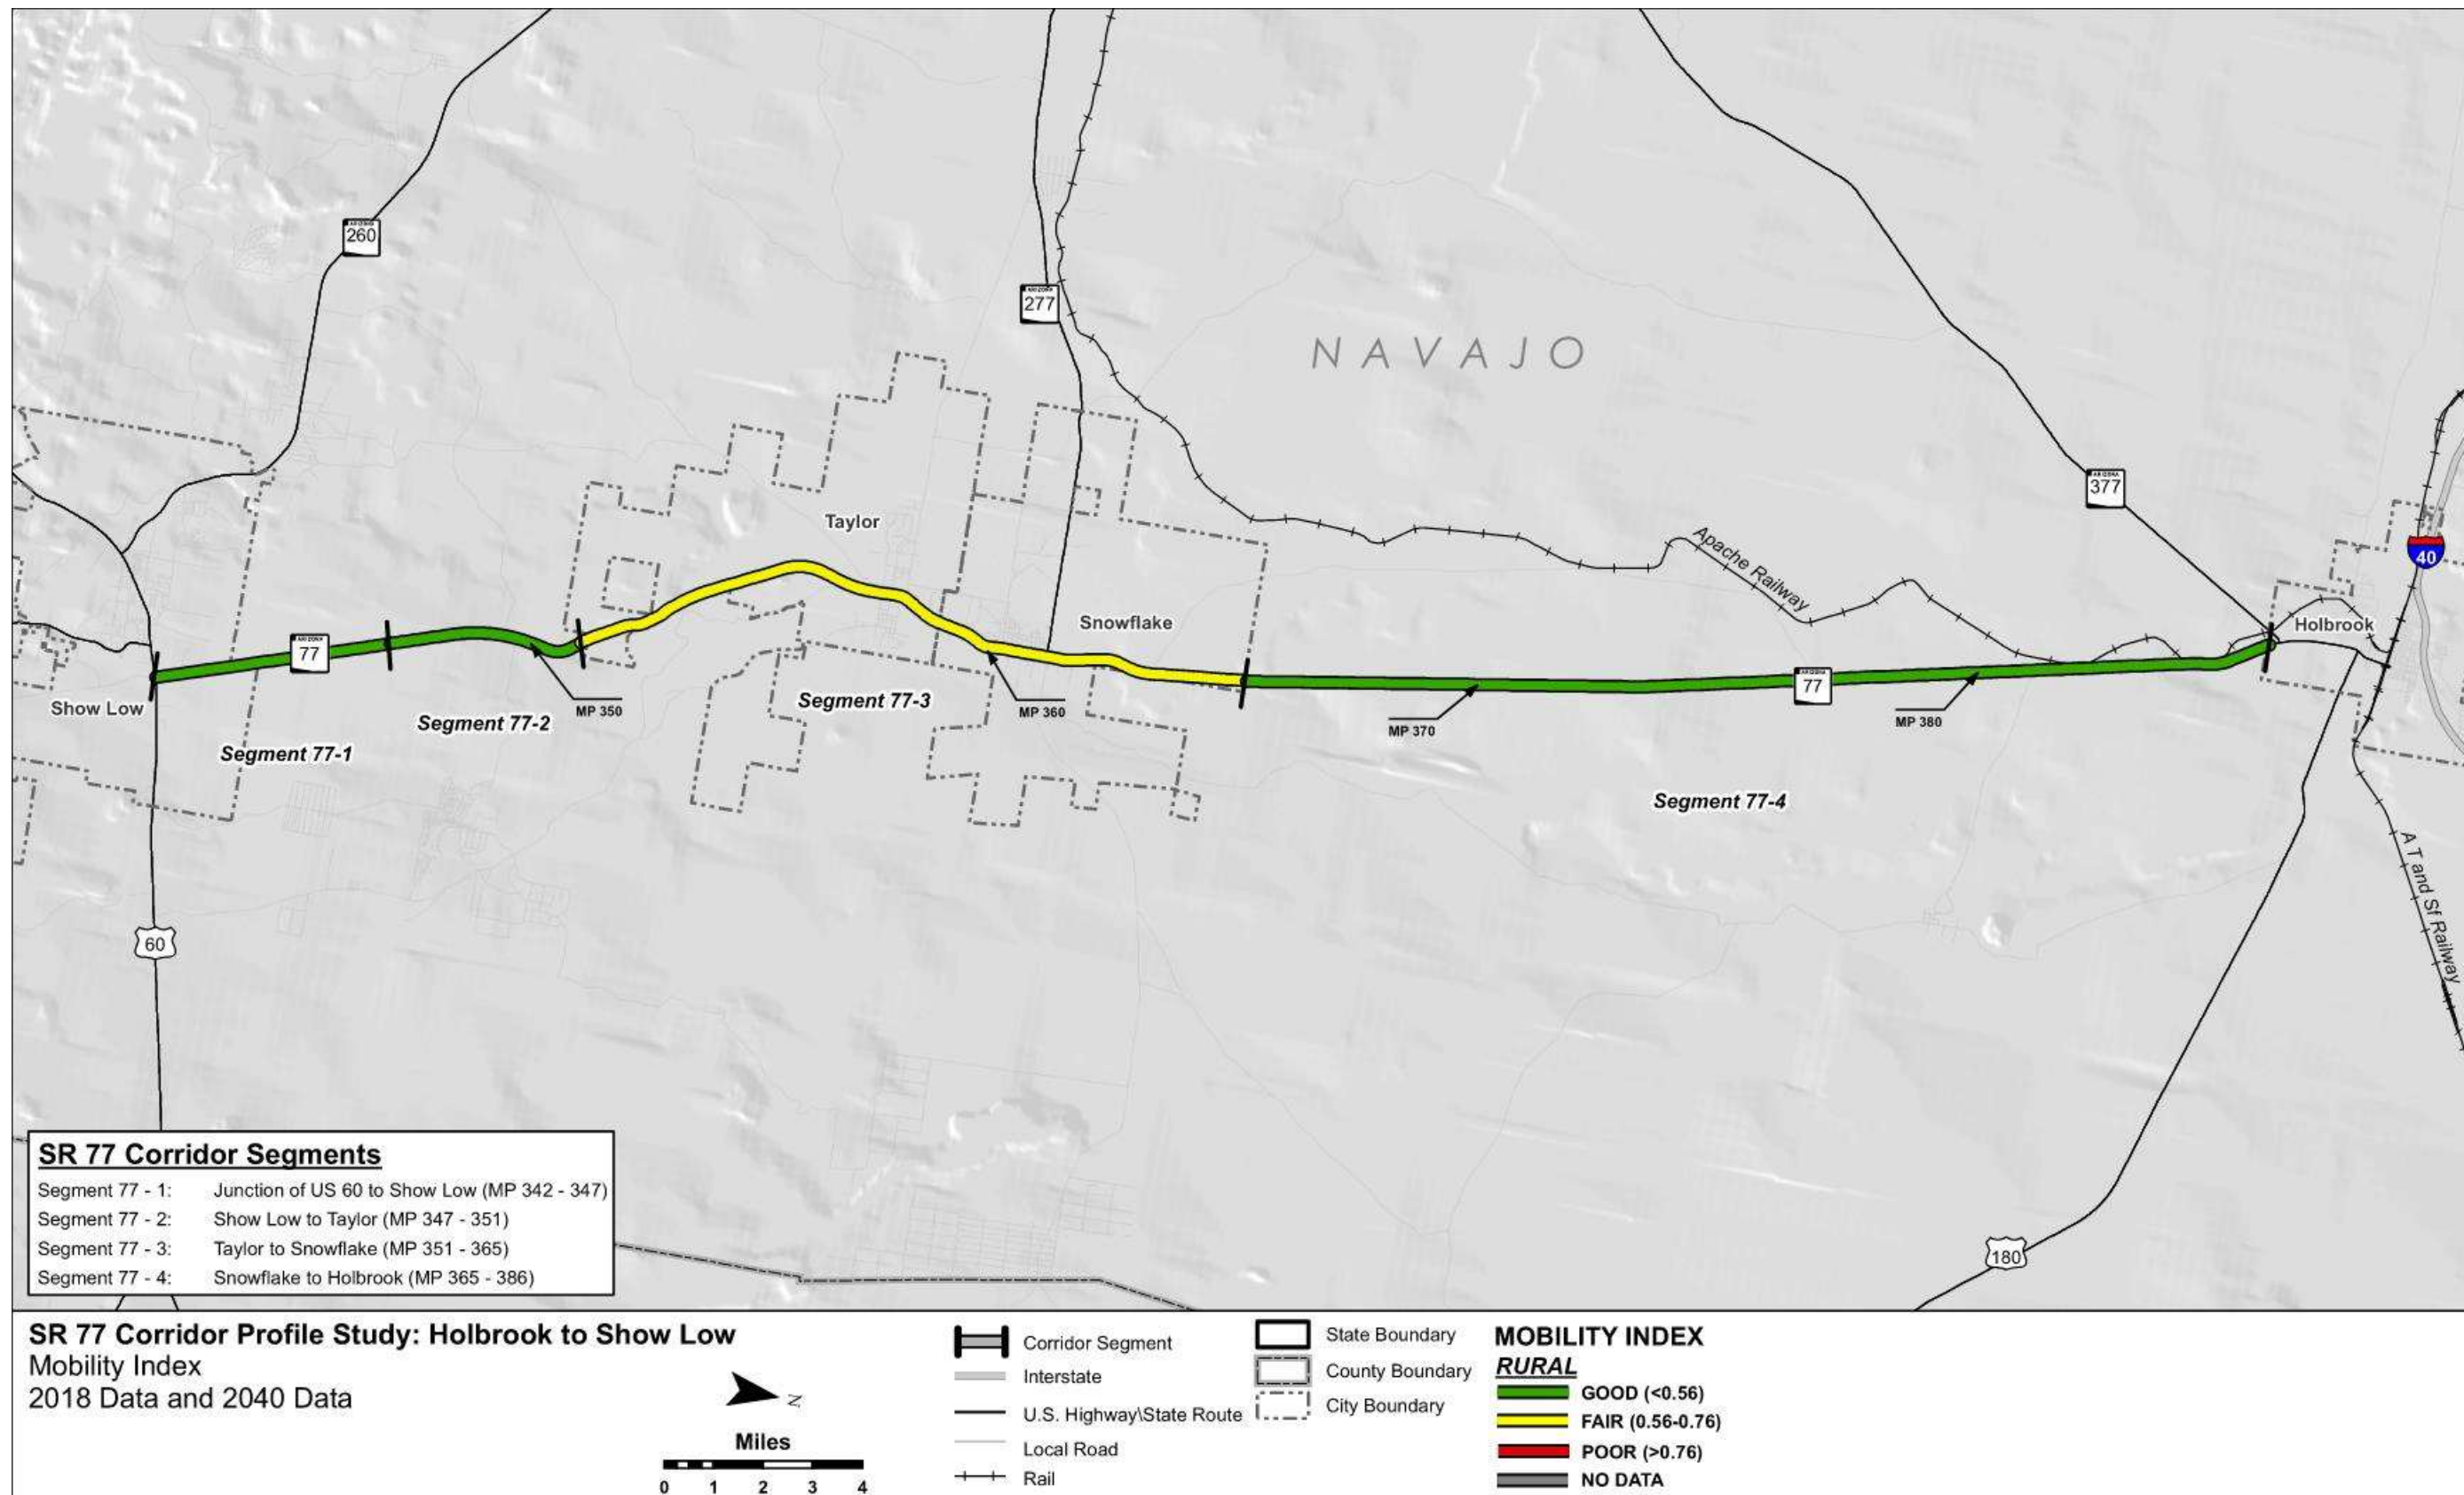 ARIZONA
260
ARIZONA
277
NAVAJO
ARIZONA
377
40
Taylor
Apache Railway
Snowflake
Holbrook
ARIZONA
77
ARIZONA
77
Show Low
Segment 77-1
Segment 77-2
MP 350
Segment 77-3
MP 360
MP 370
MP 380
Segment 77-4
A T and Sf Railway
60
180
SR 77 Corridor Segments
Segment 77 - 1: Junction of US 60 to Show Low (MP 342 - 347)
Segment 77 - 2: Show Low to Taylor (MP 347 - 351)
Segment 77 - 3: Taylor to Snowflake (MP 351 - 365)
Segment 77 - 4: Snowflake to Holbrook (MP 365 - 386)
SR 77 Corridor Profile Study: Holbrook to Show Low
Mobility Index
2018 Data and 2040 Data
N
Miles
0 1 2 3 4
Corridor Segment
Interstate
U.S. Highway\State Route
Local Road
Rail
State Boundary
County Boundary
City Boundary
MOBILITY INDEX
RURAL
GOOD (<0.56)
FAIR (0.56-0.76)
POOR (>0.76)
NO DATA